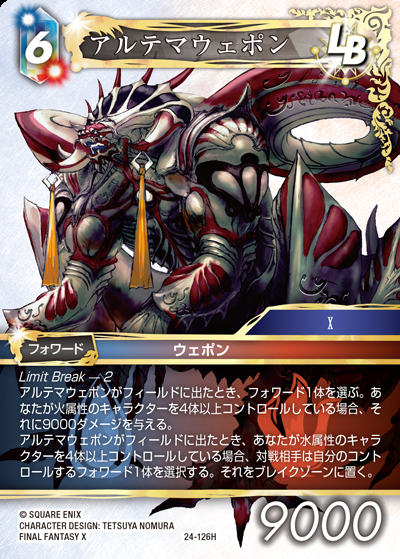 6
アルテマウェポン
LB
X
フォワード
ウェポン
Limit Break -- 2
アルテマウェポンがフィールドに出たとき、フォワード1体を選ぶ。あ
なたが火属性のキャラクターを4体以上コントロールしている場合、そ
れに9000ダメージを与える。
アルテマウェポンがフィールドに出たとき、あなたが水属性のキャラ
クターを4体以上コントロールしている場合、対戦相手は自分のコント
ロールするフォワード1体を選択する。それをブレイクゾーンに置く。
© SQUARE ENIX
CHARACTER DESIGN: TETSUYA NOMURA
FINAL FANTASY X
24-126H
9000